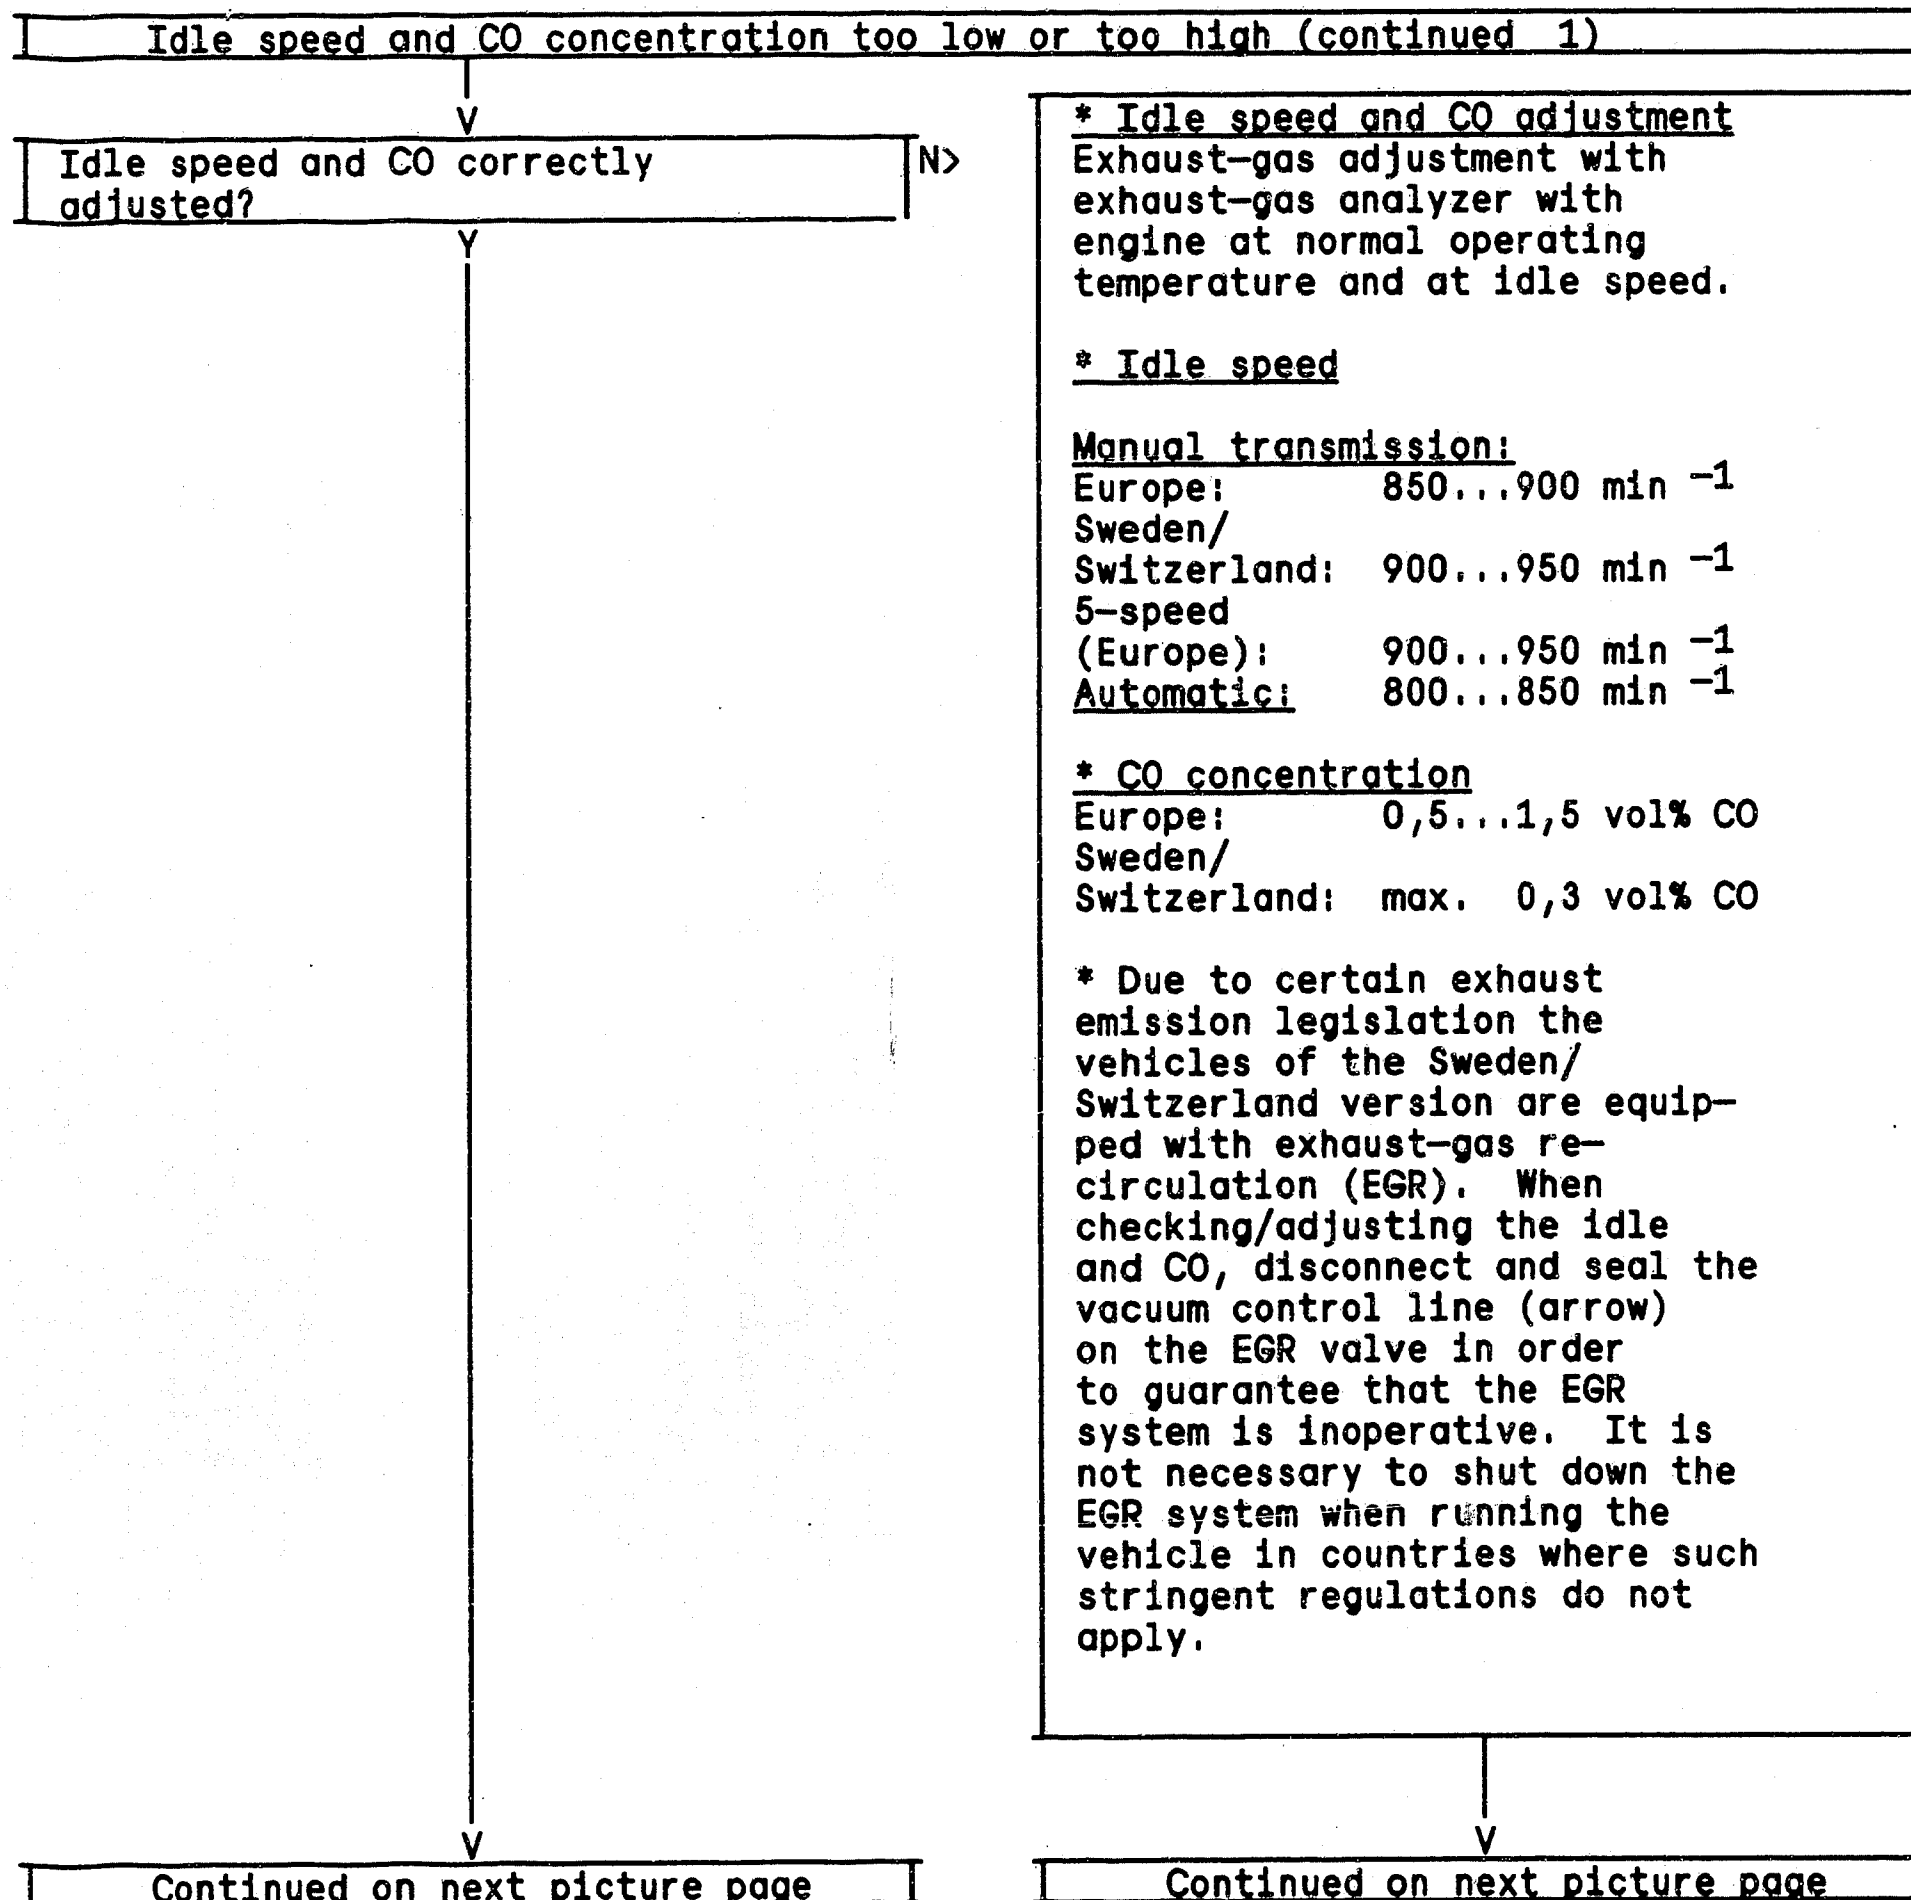 Idle speed and CO concentration too low or too high (continued 1)
V
Idle speed and CO correctly
adjusted?
N>
Y
V
Continued on next picture page
* Idle speed and CO adjustment
Exhaust-gas adjustment with
exhaust-gas analyzer with
engine at normal operating
temperature and at idle speed.
* Idle speed
Manual transmission:
Europe: 850...900 min -1
Sweden/
Switzerland: 900...950 min -1
5-speed
(Europe): 900...950 min -1
Automatic: 800...850 min -1
* CO concentration
Europe: 0,5...1,5 vol% CO
Sweden/
Switzerland: max. 0,3 vol% CO
* Due to certain exhaust
emission legislation the
vehicles of the Sweden/
Switzerland version are equip-
ped with exhaust-gas re-
circulation (EGR). When
checking/adjusting the idle
and CO, disconnect and seal the
vacuum control line (arrow)
on the EGR valve in order
to guarantee that the EGR
system is inoperative. It is
not necessary to shut down the
EGR system when running the
vehicle in countries where such
stringent regulations do not
apply.
V
Continued on next picture page